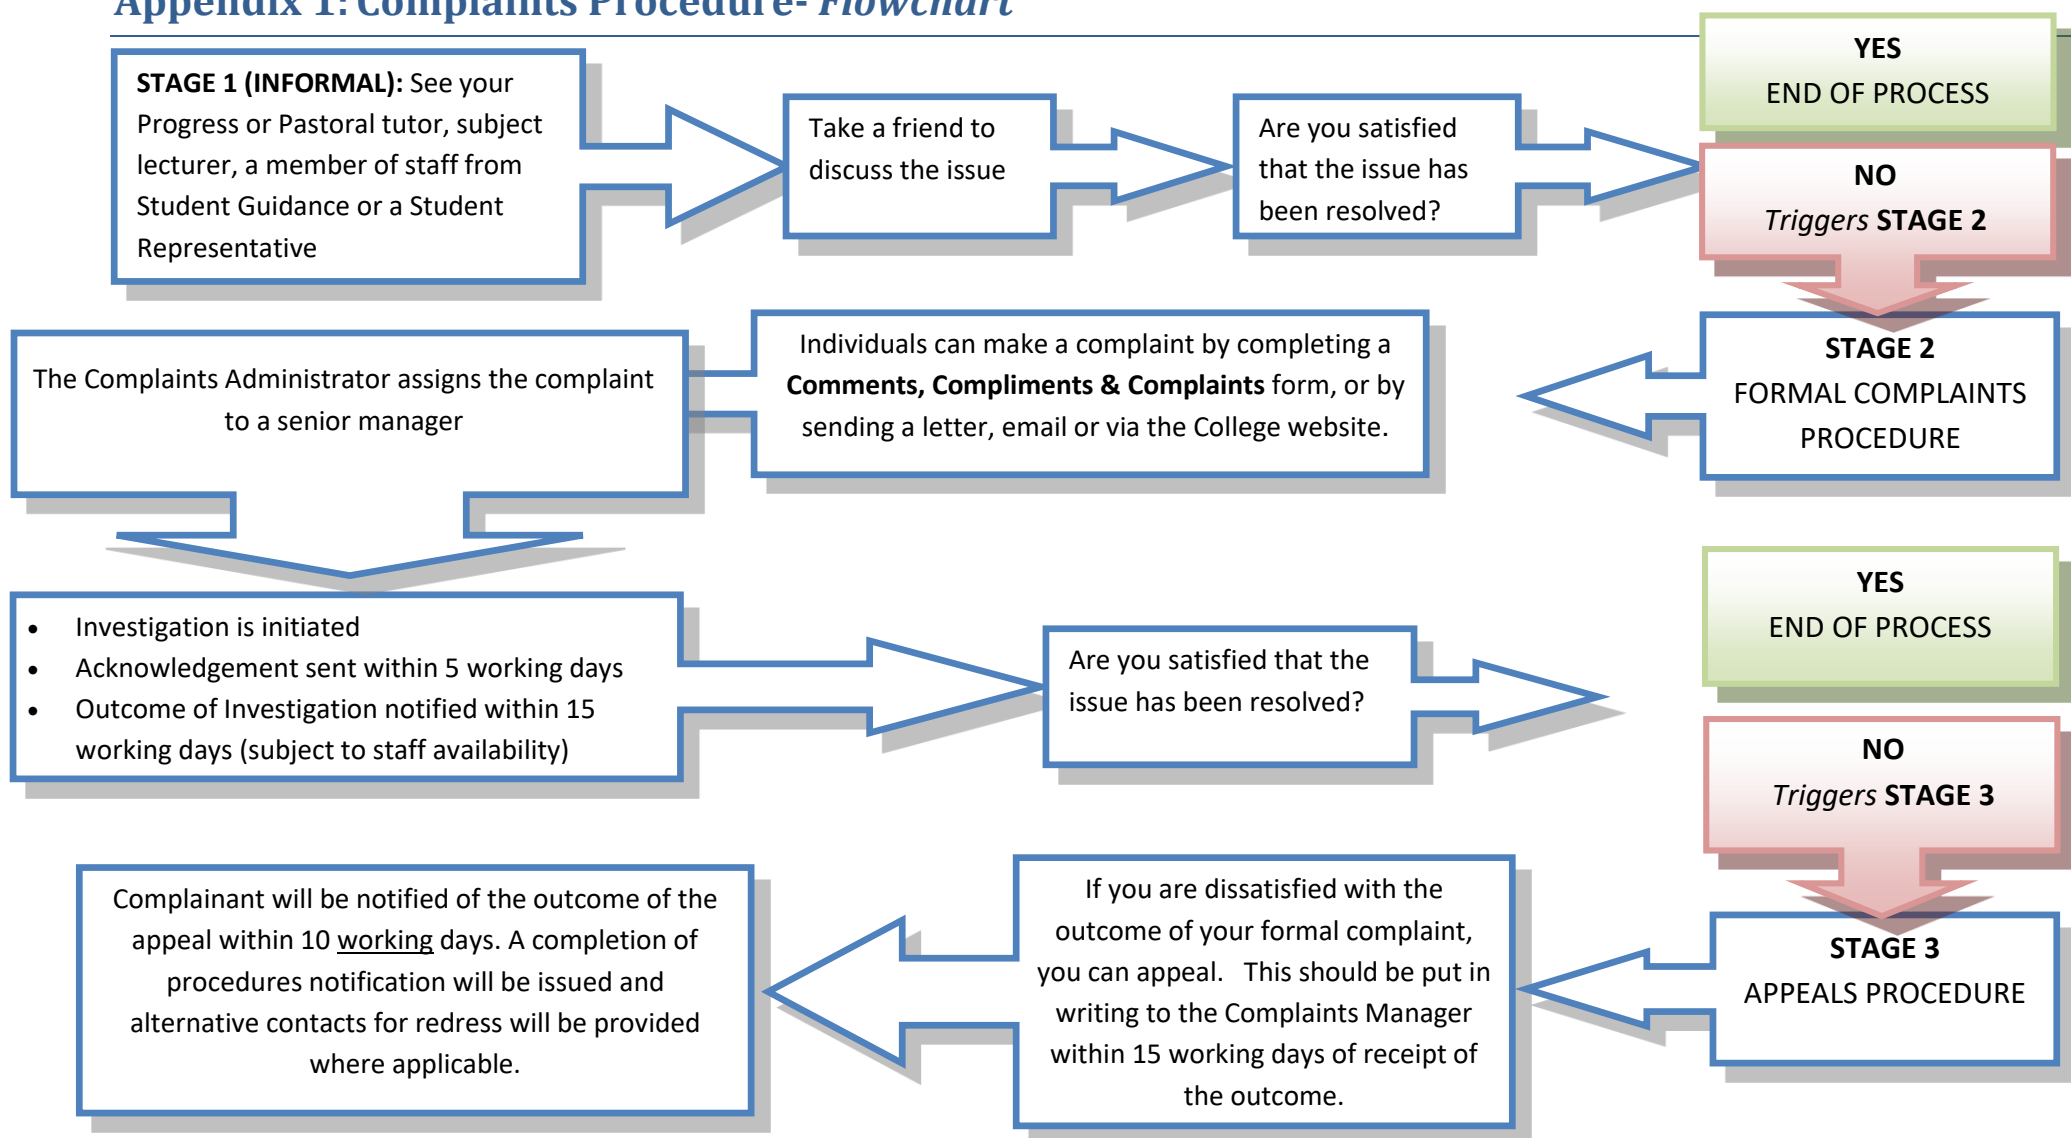 Appendix 1: Complaints Procedure- Flowchart
STAGE 1 (INFORMAL): See your
Progress or Pastoral tutor, subject
lecturer, a member of staff from
Student Guidance or a Student
Representative
Take a friend to
discuss the issue
Are you satisfied
that the issue has
been resolved?
YES
END OF PROCESS
NO
Triggers STAGE 2
STAGE 2
FORMAL COMPLAINTS
PROCEDURE
Individuals can make a complaint by completing a
Comments, Compliments & Complaints form, or by
sending a letter, email or via the College website.
The Complaints Administrator assigns the complaint
to a senior manager
• Investigation is initiated
• Acknowledgement sent within 5 working days
• Outcome of Investigation notified within 15
working days (subject to staff availability)
Are you satisfied that the
issue has been resolved?
YES
END OF PROCESS
NO
Triggers STAGE 3
STAGE 3
APPEALS PROCEDURE
If you are dissatisfied with the
outcome of your formal complaint,
you can appeal.   This should be put in
writing to the Complaints Manager
within 15 working days of receipt of
the outcome.
Complainant will be notified of the outcome of the
appeal within 10 working days. A completion of
procedures notification will be issued and
alternative contacts for redress will be provided
where applicable.